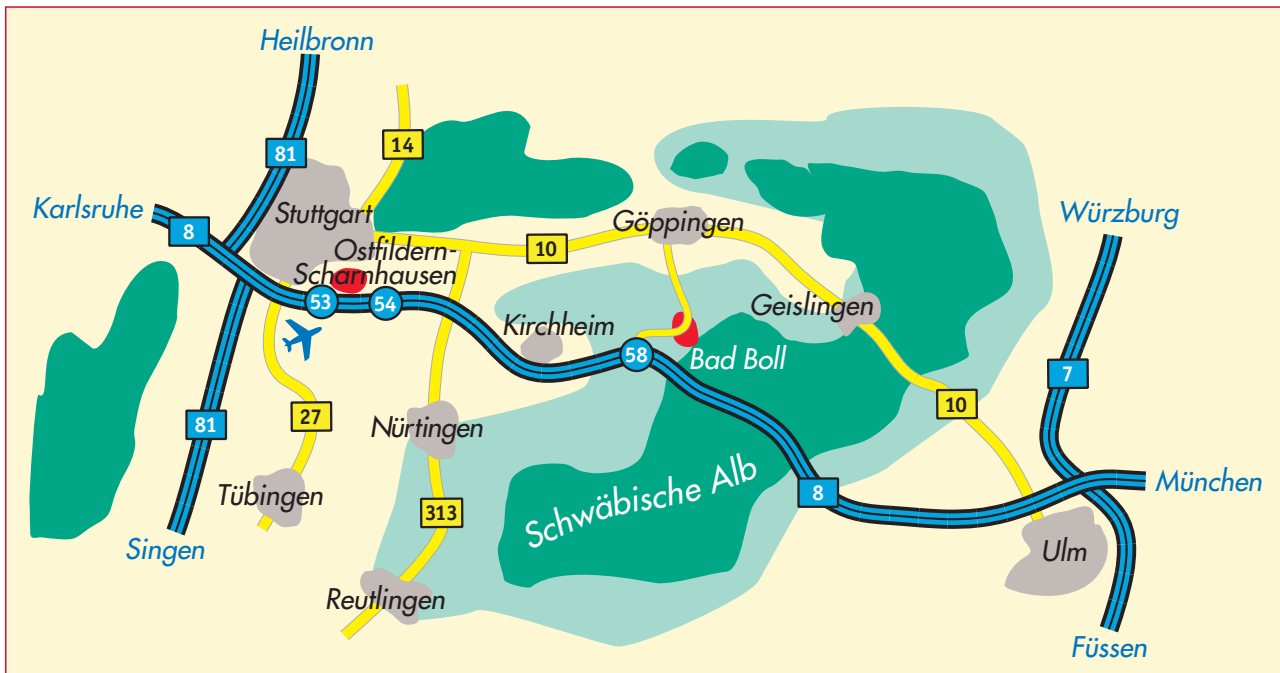 Heilbronn
14
81
Karlsruhe
8
Stuttgart
Göppingen
Würzburg
10
Ostfildern-
Scharnhausen
53
54
Geislingen
Kirchheim
58
Bad Boll
7
10
27
81
Nürtingen
Tübingen
313
Schwäbische Alb
8
München
Singen
Ulm
Reutlingen
Füssen